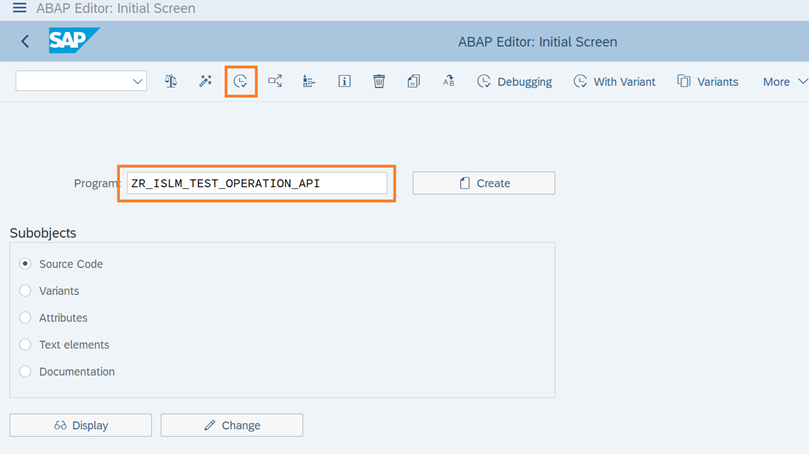 ABAP Editor: Initial Screen
SAP
ABAP Editor: Initial Screen
Debugging With Variant Variants More
Program: ZR_ISLM_TEST_OPERATION_API Create
Subobjects
Source Code
Variants
Attributes
Text elements
Documentation
Display Change